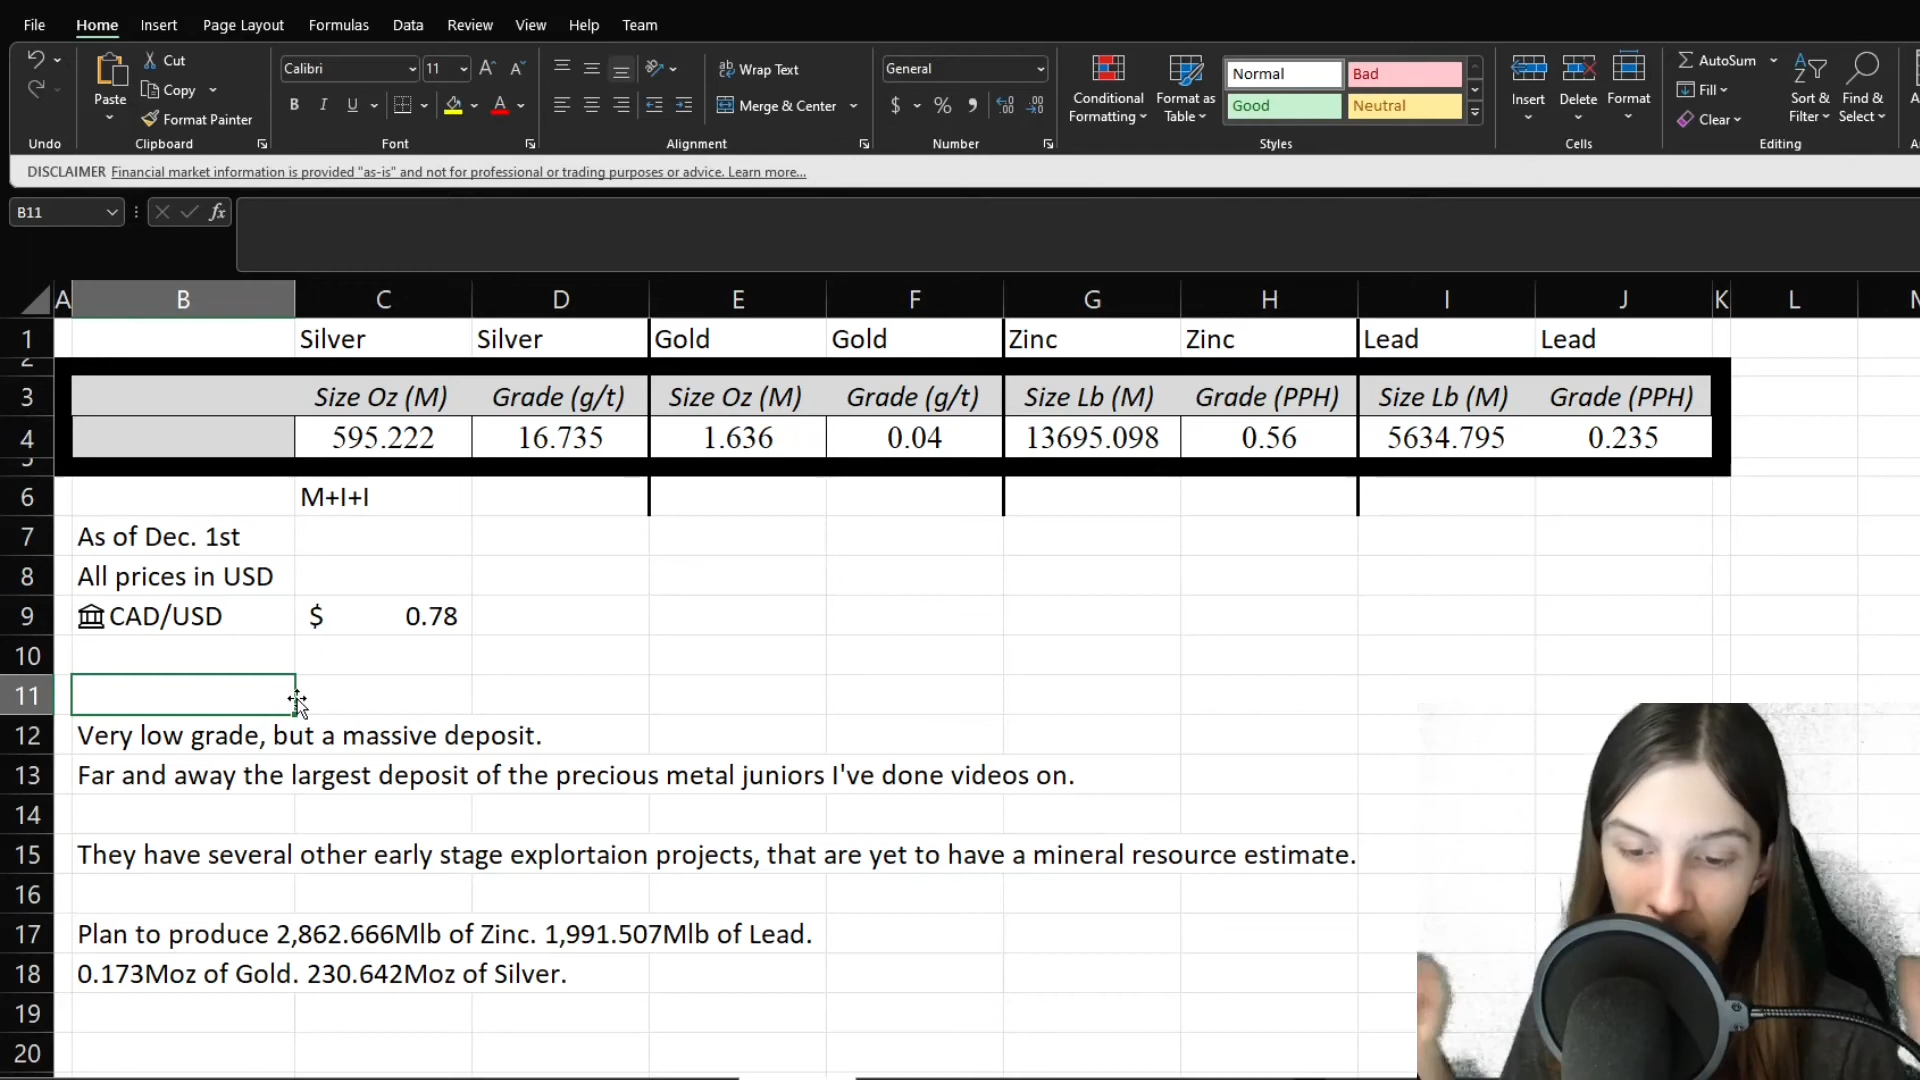 File Home Insert Page Layout Formulas Data Review View Help Team
Cut
Copy
Format Painter
Paste
Calibri 11
B I U
Wrap Text
Merge & Center
General
$ %
Conditional Formatting
Format as Table
Normal Bad
Good Neutral
Insert Delete Format
AutoSum
Fill
Clear
Sort & Filter
Find & Select
Undo Clipboard Font Alignment Number Styles Cells Editing
DISCLAIMER Financial market information is provided "as-is" and not for professional or trading purposes or advice. Learn more...
B11 fx
A B C D E F G H I J K L
1 Silver Silver Gold Gold Zinc Zinc Lead Lead
2
3 Size Oz (M) Grade (g/t) Size Oz (M) Grade (g/t) Size Lb (M) Grade (PPH) Size Lb (M) Grade (PPH)
4 595.222 16.735 1.636 0.04 13695.098 0.56 5634.795 0.235
5
6 M+I+I
7 As of Dec. 1st
8 All prices in USD
9 CAD/USD $ 0.78
10
11
12 Very low grade, but a massive deposit.
13 Far and away the largest deposit of the precious metal juniors I've done videos on.
14
15 They have several other early stage explortaion projects, that are yet to have a mineral resource estimate.
16
17 Plan to produce 2,862.666Mlb of Zinc. 1,991.507Mlb of Lead.
18 0.173Moz of Gold. 230.642Moz of Silver.
19
20